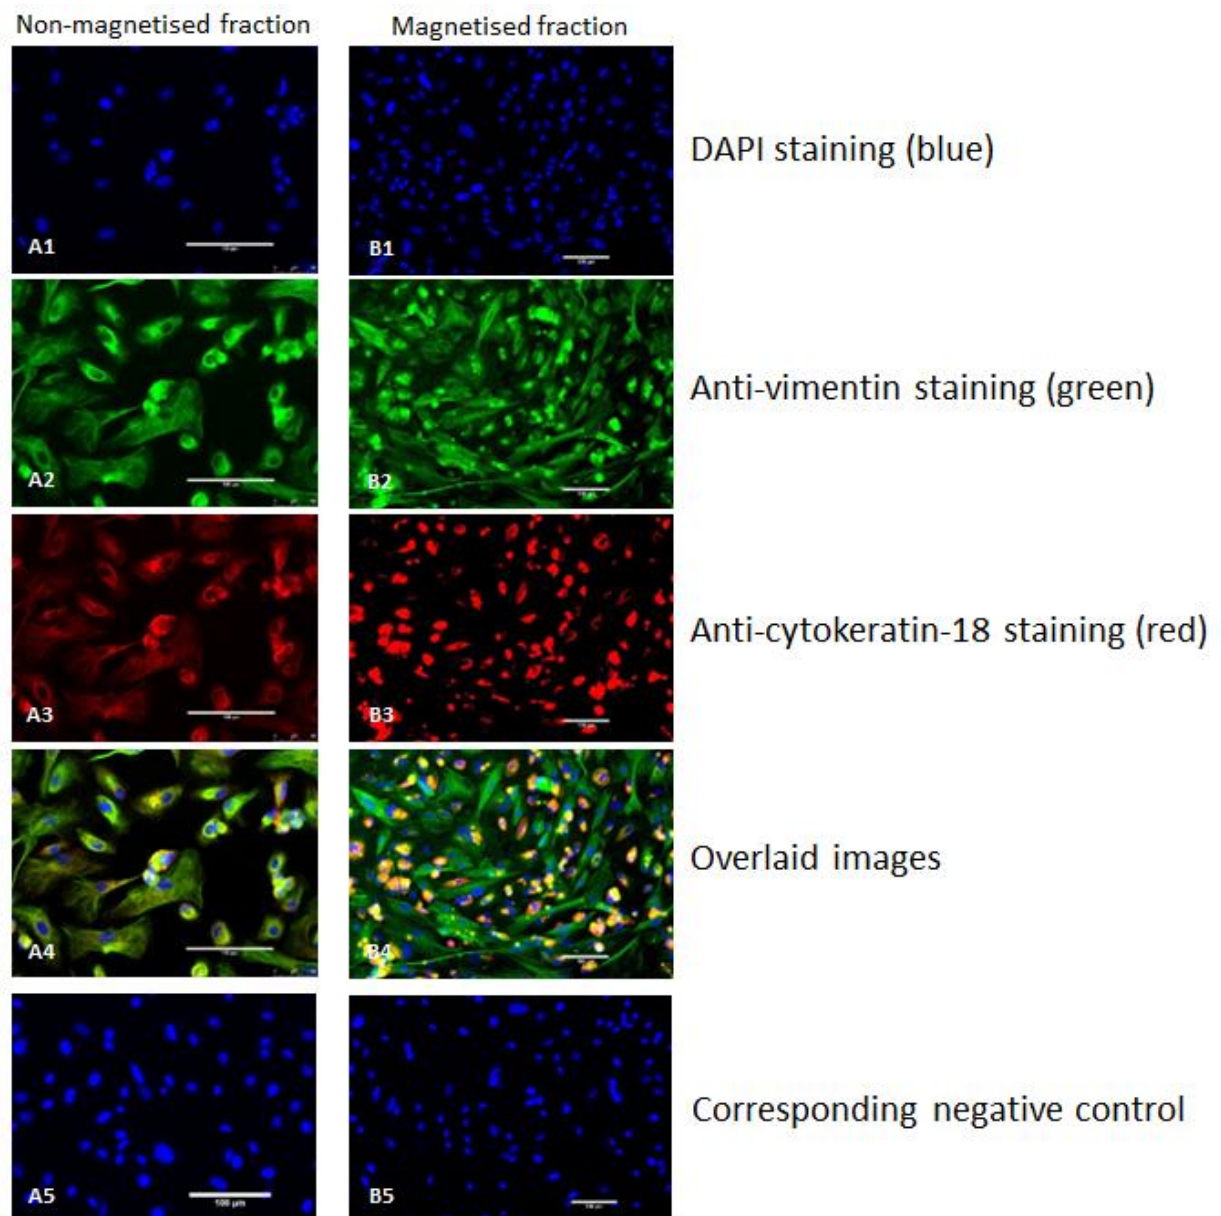 Non-magnetised fraction
Magnetised fraction
A1
B1
DAPI staining (blue)
A2
B2
Anti-vimentin staining (green)
A3
B3
Anti-cytokeratin-18 staining (red)
A4
B4
Overlaid images
A5
100 µm
B5
Corresponding negative control